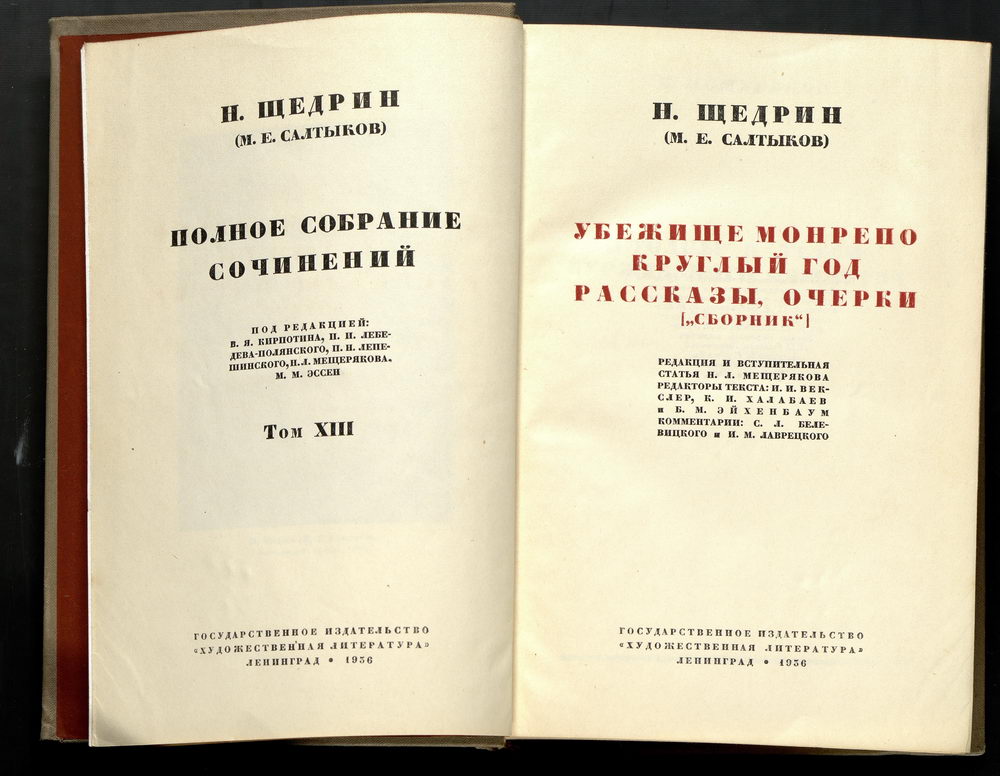 Н. ЩЕДРИН
(М. Е. САЛТЫКОВ)
ПОЛНОЕ СОБРАНИЕ
СОЧИНЕНИЙ
ПОД РЕДАКЦИЕЙ:
В. Я. КИРПОТИНА, П. И. ЛЕБЕ-
ДЕВА-ПОЛЯНСКОГО, П. Н. ЛЕПЕ-
ШИНСКОГО, Н. Л. МЕЩЕРЯКОВА,
М. М. ЭССЕН
Том XIII
ГОСУДАРСТВЕННОЕ ИЗДАТЕЛЬСТВО
«ХУДОЖЕСТВЕННАЯ ЛИТЕРАТУРА»
ЛЕНИНГРАД • 1936
Н. ЩЕДРИН
(М. Е. САЛТЫКОВ)
УБЕЖИЩЕ МОНРЕПО
КРУГЛЫЙ ГОД
РАССКАЗЫ, ОЧЕРКИ
[„СБОРНИК“]
РЕДАКЦИЯ И ВСТУПИТЕЛЬНАЯ
СТАТЬЯ Н. Л. МЕЩЕРЯКОВА
РЕДАКТОРЫ ТЕКСТА: И. И. ВЕК-
СЛЕР, К. И. ХАЛАБАЕВ
и Б. М. ЭЙХЕНБАУМ
КОММЕНТАРИИ: С. Л. БЕЛЕ-
ВИЦКОГО и И. М. ЛАВРЕЦКОГО
ГОСУДАРСТВЕННОЕ ИЗДАТЕЛЬСТВО
«ХУДОЖЕСТВЕННАЯ ЛИТЕРАТУРА»
ЛЕНИНГРАД • 1936